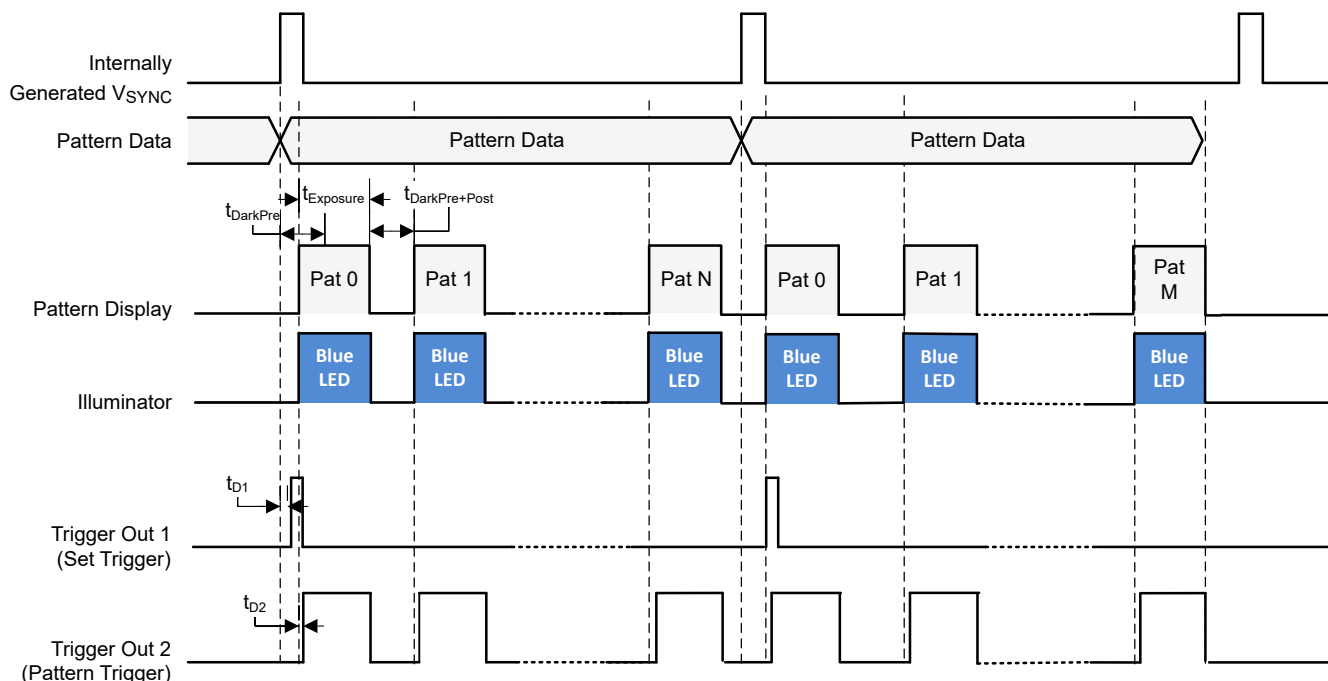 Internally
Generated VSYNC
Pattern Data
Pattern Data
Pattern Data
tExposure
tDarkPre+Post
tDarkPre
Pat 0
Pat 1
Pat N
Pat 0
Pat 1
Pat
M
Pattern Display
Blue
LED
Blue
LED
Blue
LED
Blue
LED
Blue
LED
Blue
LED
Illuminator
tD1
Trigger Out 1
(Set Trigger)
tD2
Trigger Out 2
(Pattern Trigger)